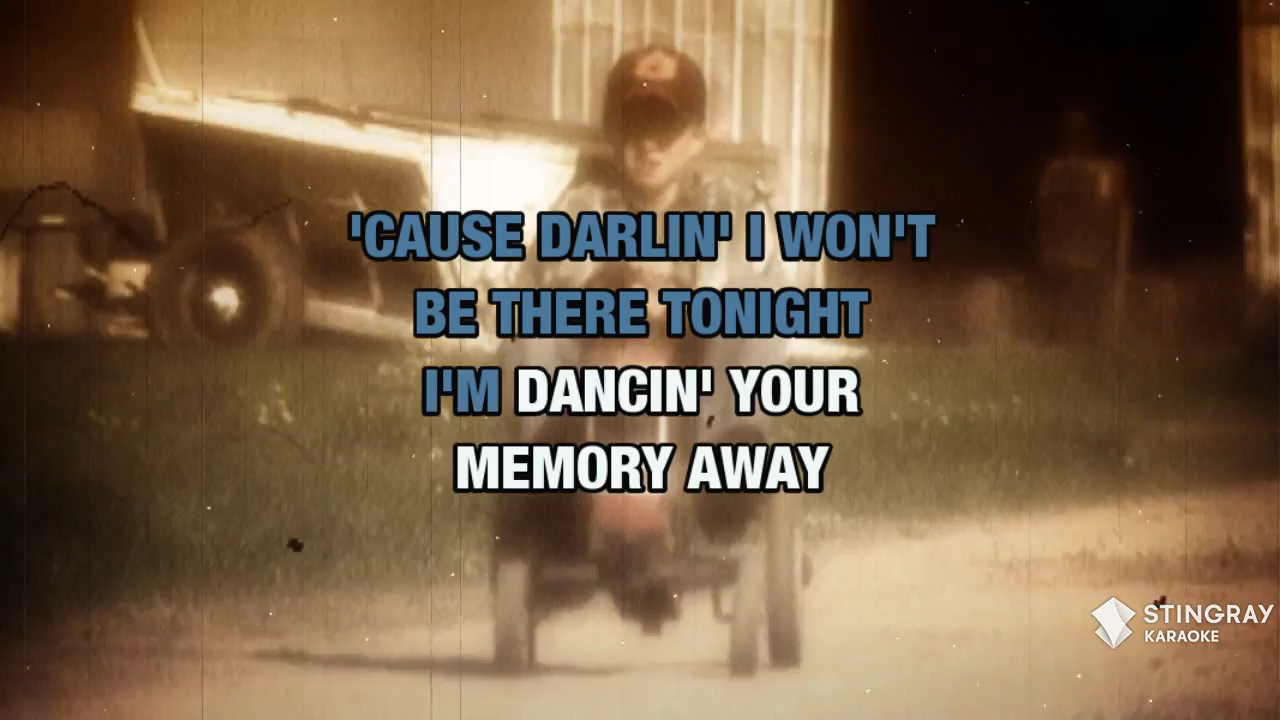 'CAUSE DARLIN' I WON'T
BE THERE TONIGHT
I'M DANCIN' YOUR
MEMORY AWAY
STINGRAY
KARAOKE